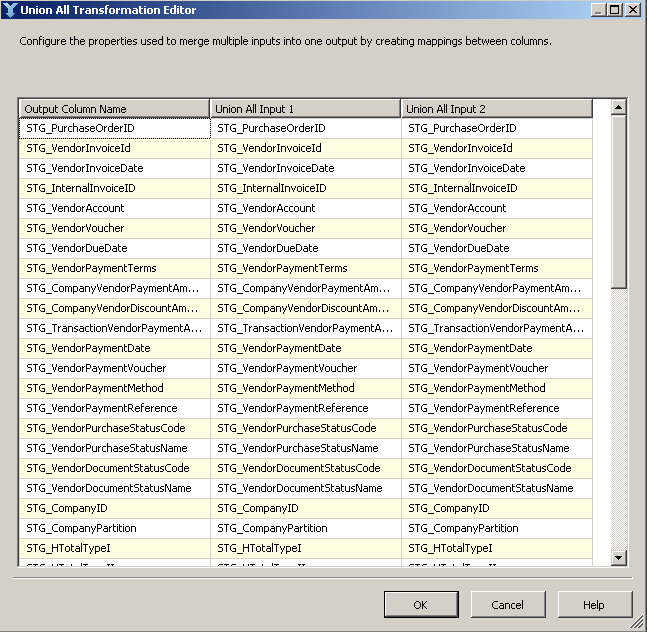 Union All Transformation Editor
Configure the properties used to merge multiple inputs into one output by creating mappings between columns.
Output Column Name Union All Input 1 Union All Input 2
STG_PurchaseOrderID STG_PurchaseOrderID STG_PurchaseOrderID
STG_VendorInvoiceId STG_VendorInvoiceId STG_VendorInvoiceId
STG_VendorInvoiceDate STG_VendorInvoiceDate STG_VendorInvoiceDate
STG_InternalInvoiceID STG_InternalInvoiceID STG_InternalInvoiceID
STG_VendorAccount STG_VendorAccount STG_VendorAccount
STG_VendorVoucher STG_VendorVoucher STG_VendorVoucher
STG_VendorDueDate STG_VendorDueDate STG_VendorDueDate
STG_VendorPaymentTerms STG_VendorPaymentTerms STG_VendorPaymentTerms
STG_CompanyVendorPaymentAm... STG_CompanyVendorPaymentAm... STG_CompanyVendorPaymentAm...
STG_CompanyVendorDiscountAm... STG_CompanyVendorDiscountAm... STG_CompanyVendorDiscountAm...
STG_TransactionVendorPaymentA... STG_TransactionVendorPaymentA... STG_TransactionVendorPaymentA...
STG_VendorPaymentDate STG_VendorPaymentDate STG_VendorPaymentDate
STG_VendorPaymentVoucher STG_VendorPaymentVoucher STG_VendorPaymentVoucher
STG_VendorPaymentMethod STG_VendorPaymentMethod STG_VendorPaymentMethod
STG_VendorPaymentReference STG_VendorPaymentReference STG_VendorPaymentReference
STG_VendorPurchaseStatusCode STG_VendorPurchaseStatusCode STG_VendorPurchaseStatusCode
STG_VendorPurchaseStatusName STG_VendorPurchaseStatusName STG_VendorPurchaseStatusName
STG_VendorDocumentStatusCode STG_VendorDocumentStatusCode STG_VendorDocumentStatusCode
STG_VendorDocumentStatusName STG_VendorDocumentStatusName STG_VendorDocumentStatusName
STG_CompanyID STG_CompanyID STG_CompanyID
STG_CompanyPartition STG_CompanyPartition STG_CompanyPartition
STG_HTotalTypeI STG_HTotalTypeI STG_HTotalTypeI
OK Cancel Help